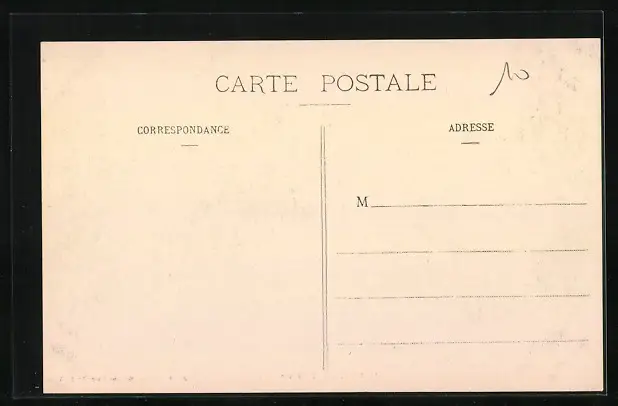 CARTE POSTALE
10
CORRESPONDANCE
ADRESSE
M